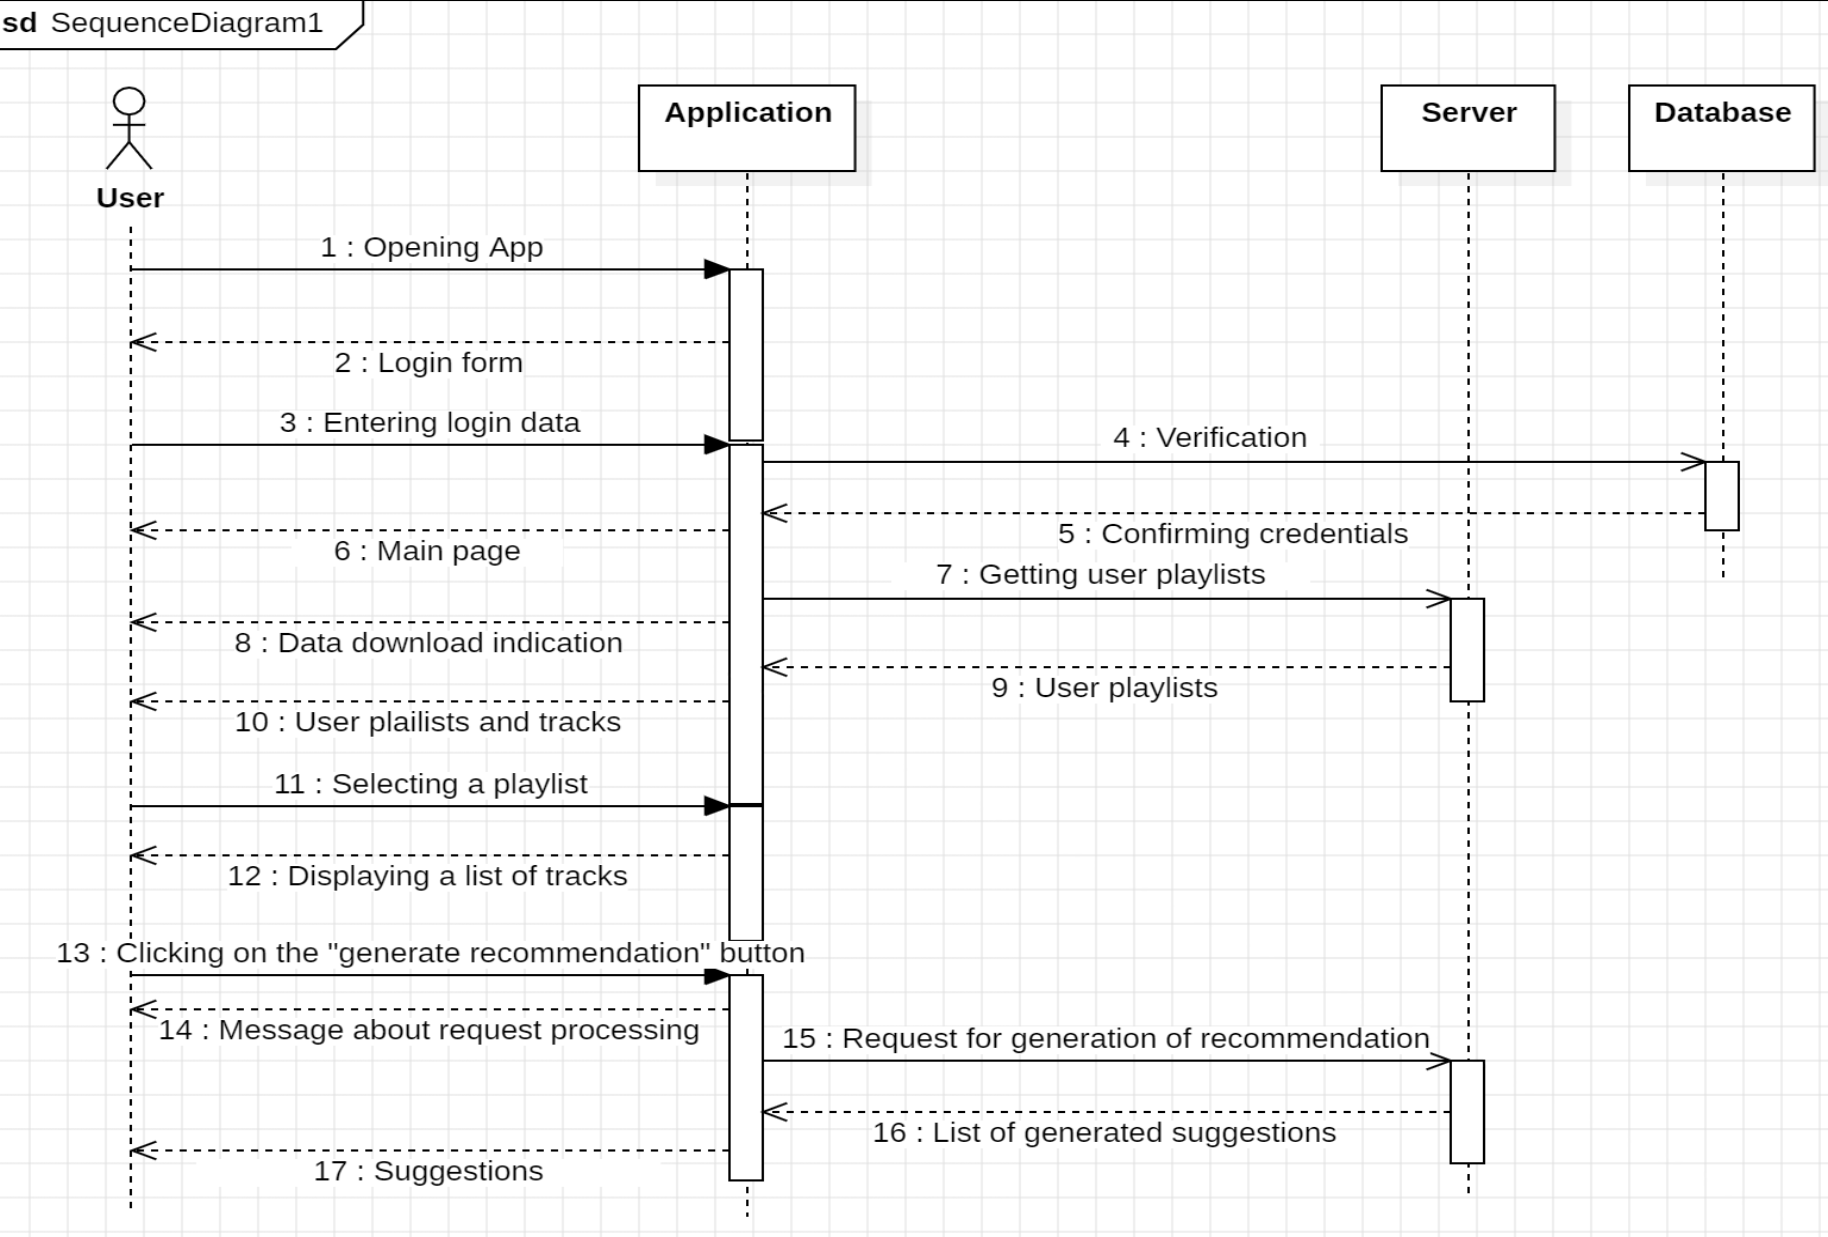 sd SequenceDiagram1
Application
Server
Database
User
1 : Opening App
2 : Login form
3 : Entering login data
4 : Verification
5 : Confirming credentials
6 : Main page
7 : Getting user playlists
8 : Data download indication
9 : User playlists
10 : User plailists and tracks
11 : Selecting a playlist
12 : Displaying a list of tracks
13 : Clicking on the "generate recommendation" button
14 : Message about request processing
15 : Request for generation of recommendation
16 : List of generated suggestions
17 : Suggestions